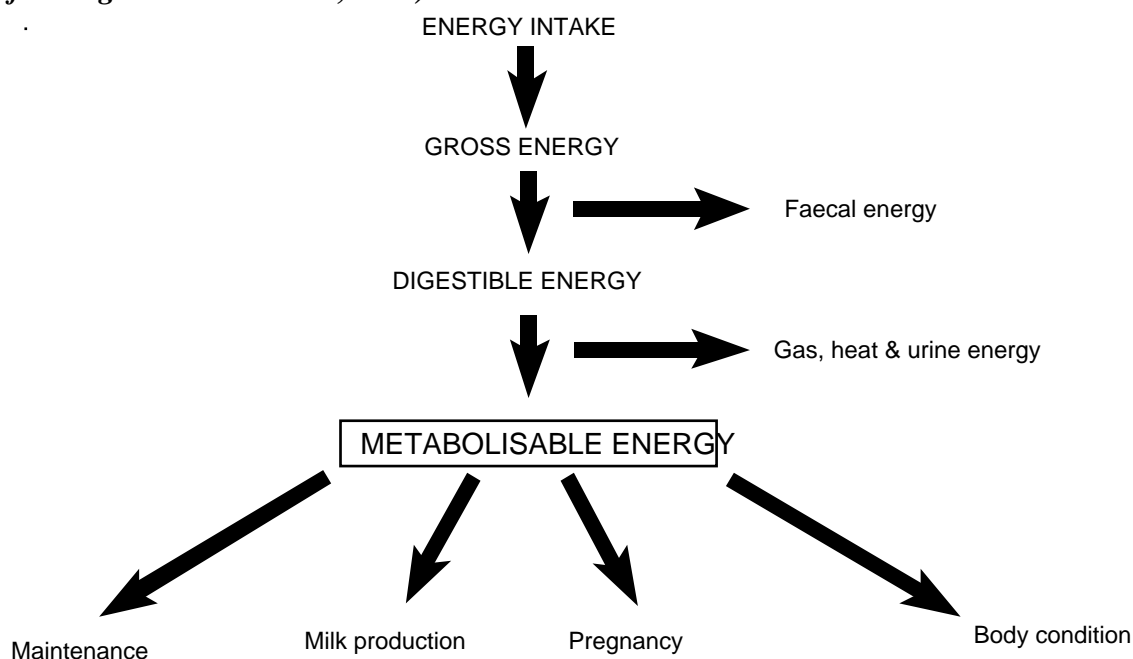 ENERGY INTAKE
GROSS ENERGY
Faecal energy
DIGESTIBLE ENERGY
Gas, heat & urine energy
METABOLISABLE ENERGY
Maintenance
Milk production
Pregnancy
Body condition